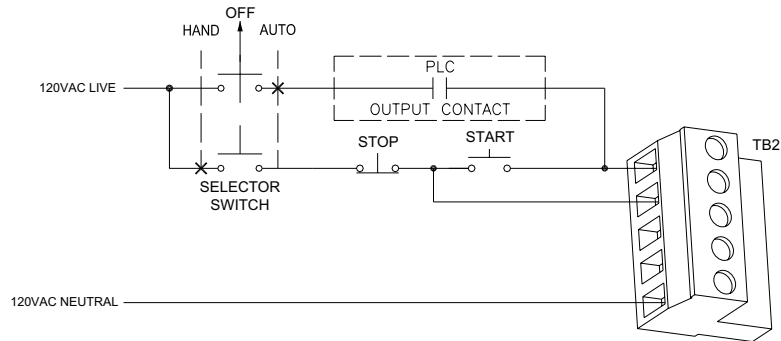 OFF
HAND
AUTO
120VAC LIVE
PLC
OUTPUT CONTACT
STOP
START
TB2
SELECTOR
SWITCH
120VAC NEUTRAL